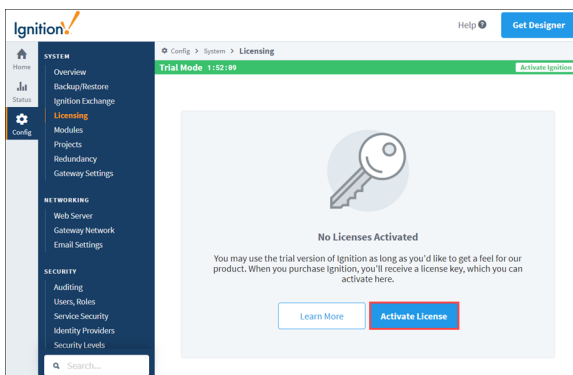 Ignition
Help ?
Get Designer
Home
Status
Config
SYSTEM
Overview
Backup/Restore
Ignition Exchange
Licensing
Modules
Projects
Redundancy
Gateway Settings
NETWORKING
Web Server
Gateway Network
Email Settings
SECURITY
Auditing
Users, Roles
Service Security
Identity Providers
Security Levels
Search...
Config > System > Licensing
Trial Mode 1:52:09
Activate Ignition
No Licenses Activated
You may use the trial version of Ignition as long as you'd like to get a feel for our
product. When you purchase Ignition, you'll receive a license key, which you can
activate here.
Learn More
Activate License